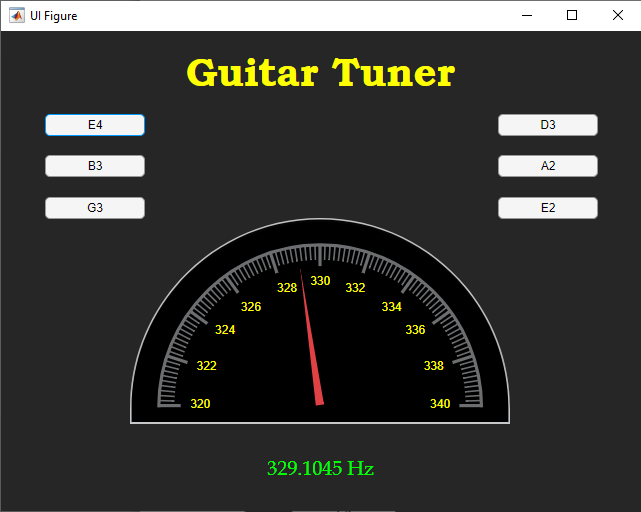 UI Figure
Guitar Tuner
E4
D3
B3
A2
G3
E2
320
322
324
326
328
330
332
334
336
338
340
329.1045 Hz